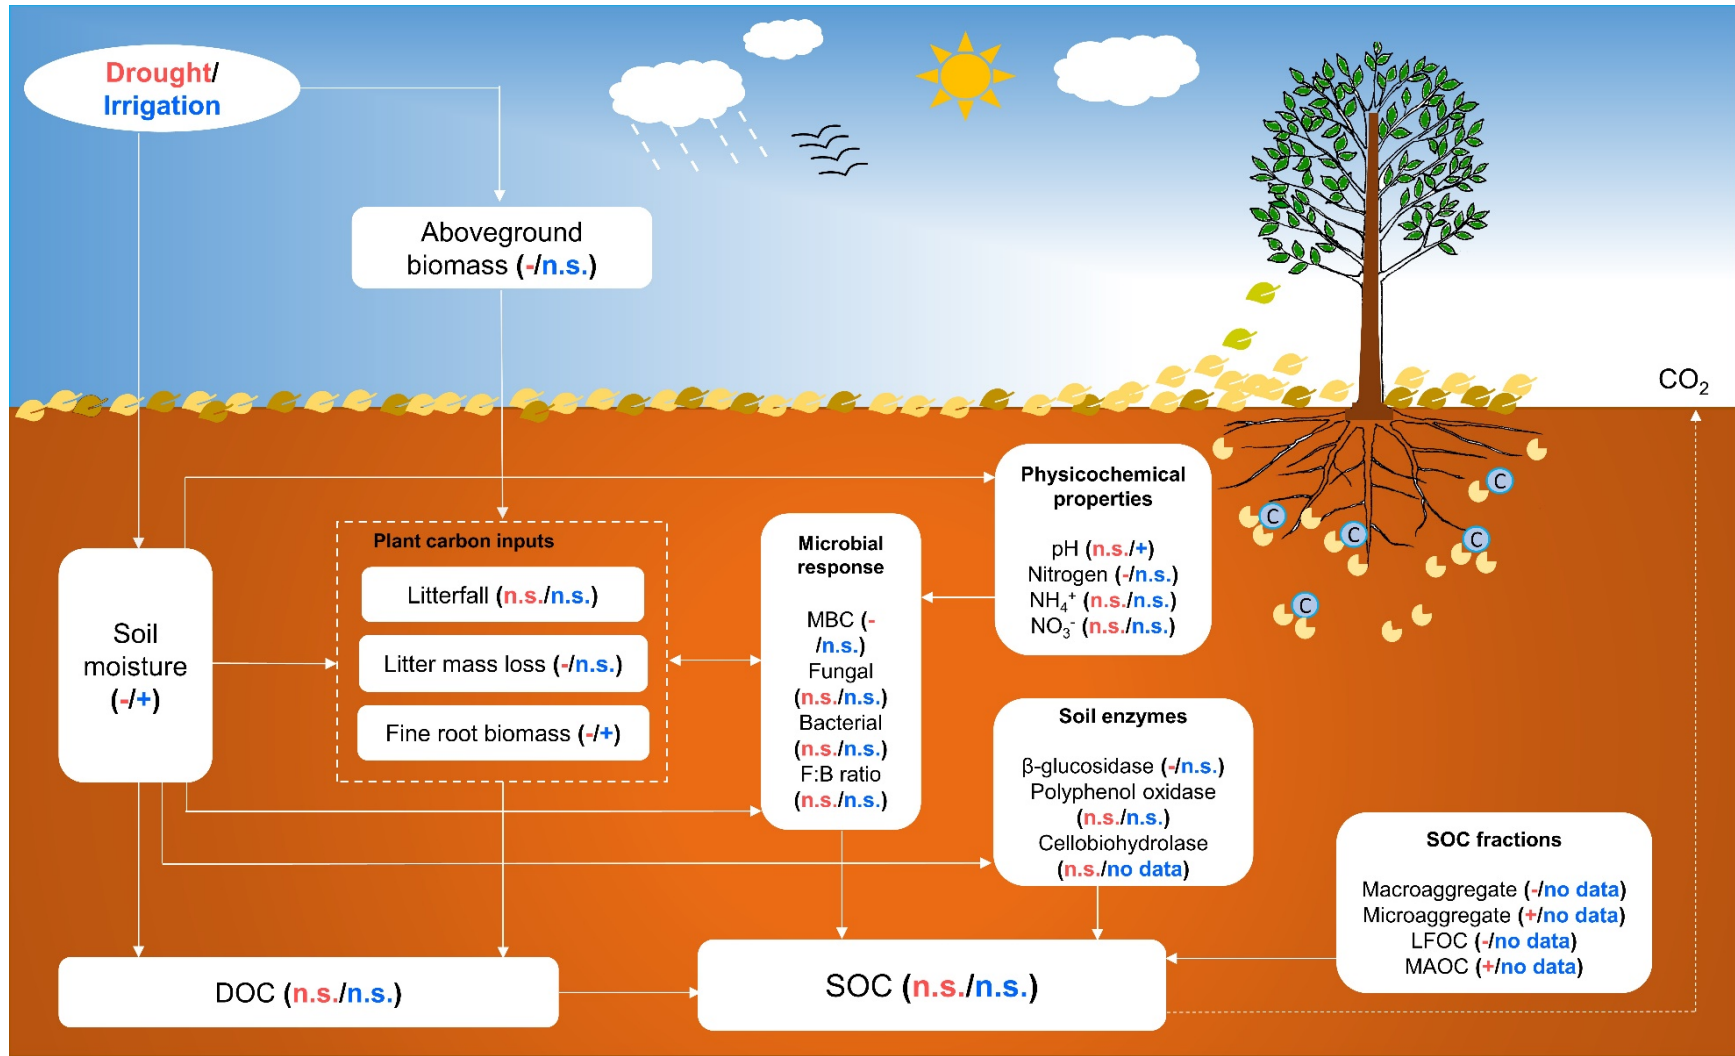 Drought/
Irrigation
Aboveground
biomass (-/n.s.)
CO₂
Physicochemical
properties
pH (n.s./+)
Nitrogen (-/n.s.)
NH₄⁺ (n.s./n.s.)
NO₃⁻ (n.s./n.s.)
Plant carbon inputs
Litterfall (n.s./n.s.)
Litter mass loss (-/n.s.)
Fine root biomass (-/+)
Microbial
response
MBC (-
/n.s.)
Fungal
(n.s./n.s.)
Bacterial
(n.s./n.s.)
F:B ratio
(n.s./n.s.)
Soil
moisture
(-/+)
C
C
C
C
C
Soil enzymes
β-glucosidase (-/n.s.)
Polyphenol oxidase
(n.s./n.s.)
Cellobiohydrolase
(n.s./no data)
SOC fractions
Macroaggregate (-/no data)
Microaggregate (+/no data)
LFOC (-/no data)
MAOC (+/no data)
DOC (n.s./n.s.)
SOC (n.s./n.s.)